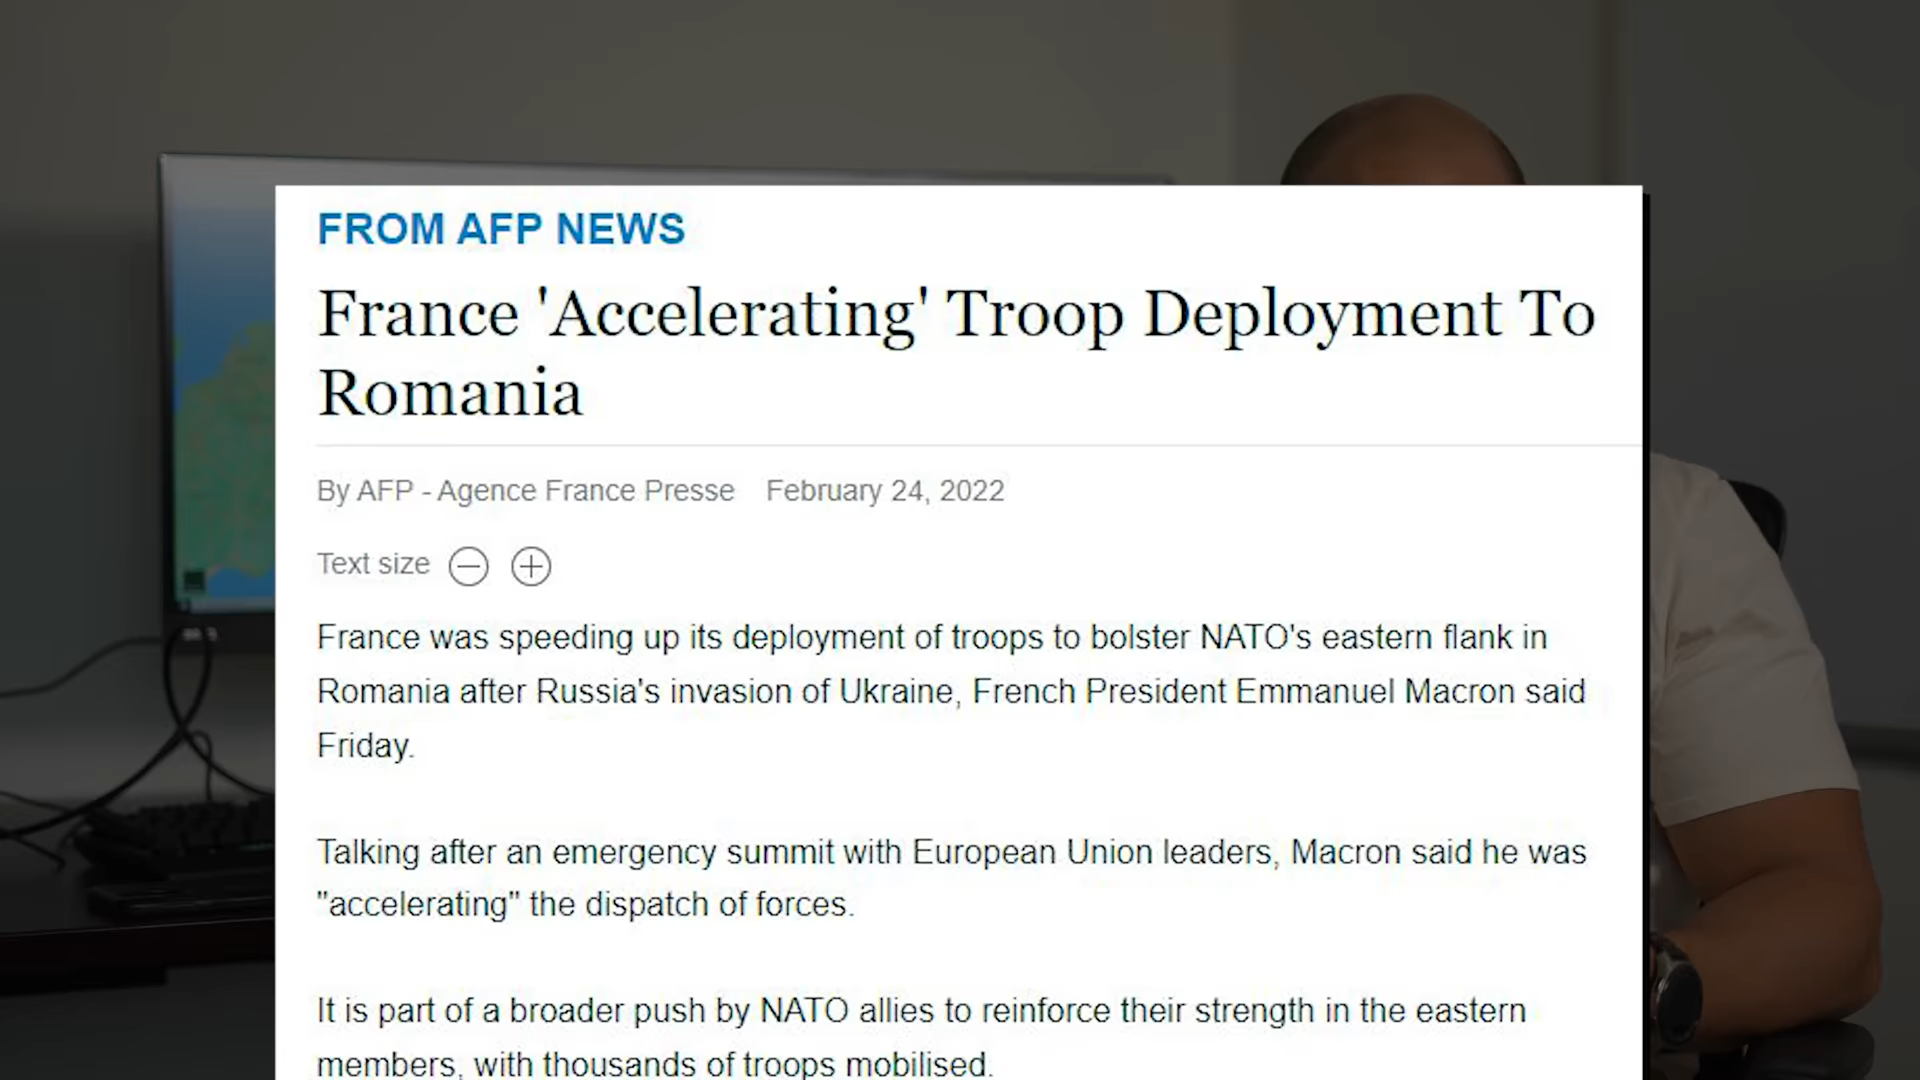 FROM AFP NEWS
France 'Accelerating' Troop Deployment To
Romania
By AFP - Agence France Presse February 24, 2022
Text size
France was speeding up its deployment of troops to bolster NATO's eastern flank in
Romania after Russia's invasion of Ukraine, French President Emmanuel Macron said
Friday.
Talking after an emergency summit with European Union leaders, Macron said he was
"accelerating" the dispatch of forces.
It is part of a broader push by NATO allies to reinforce their strength in the eastern
members, with thousands of troops mobilised.